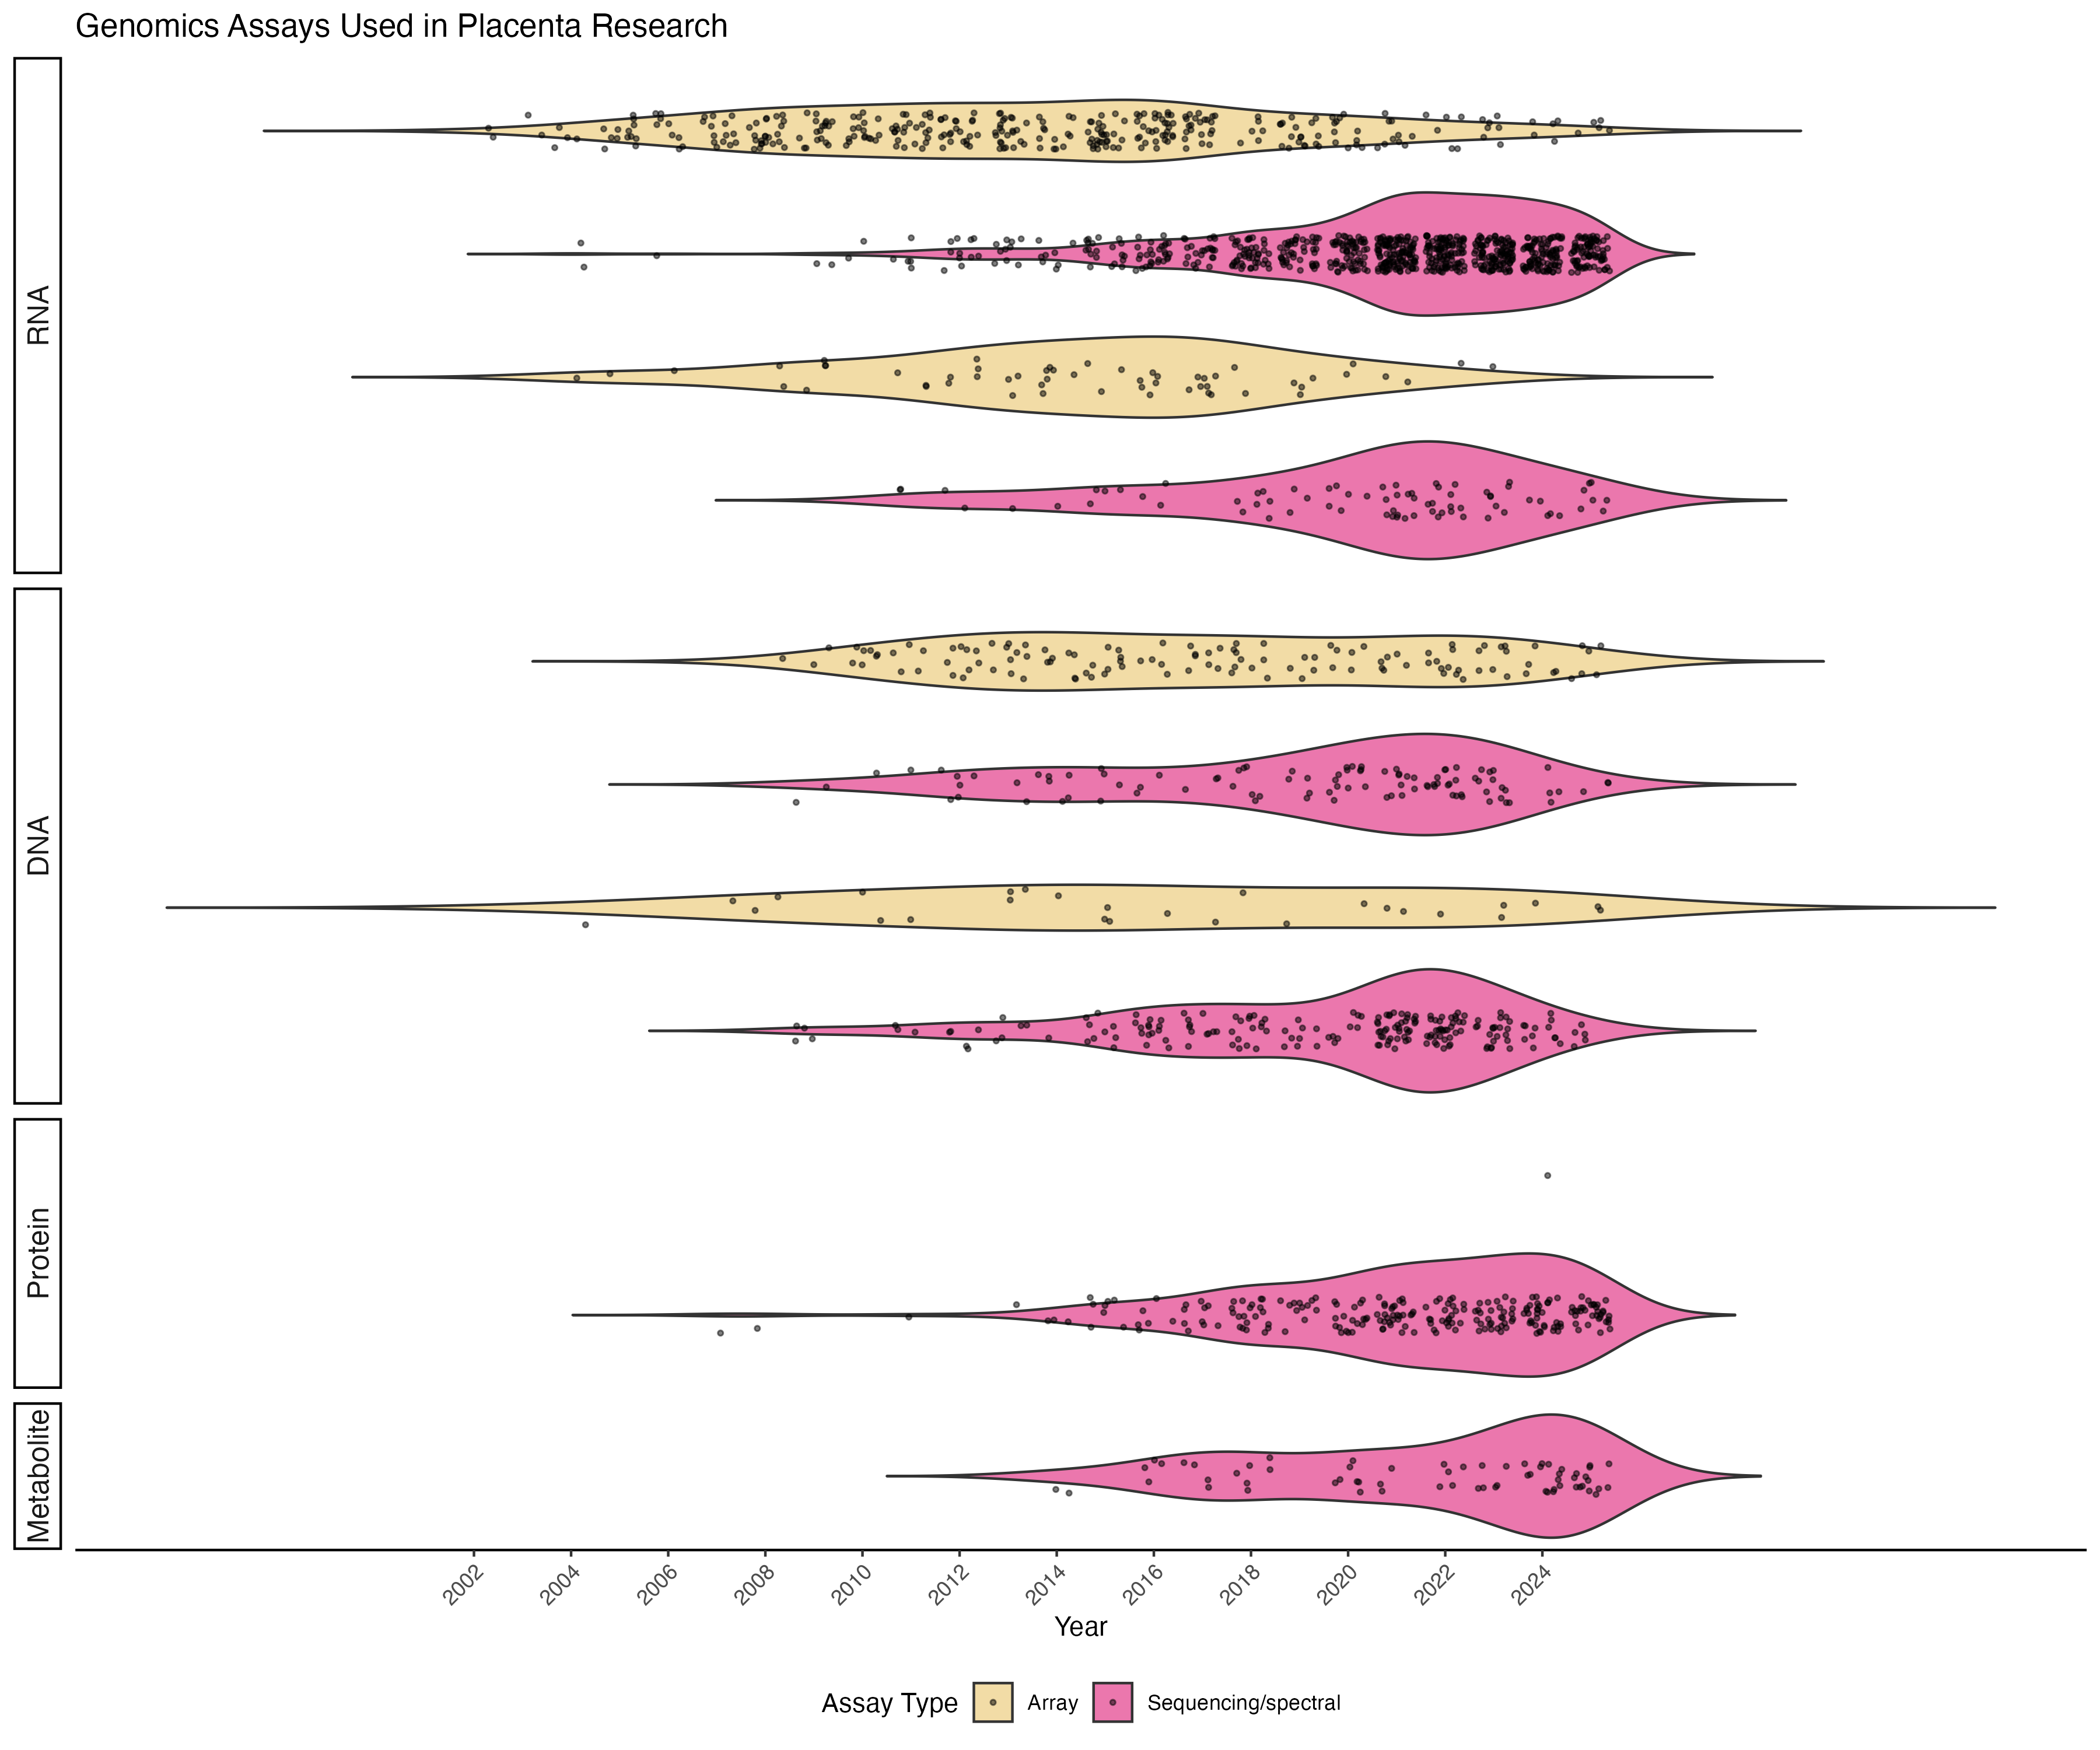 Genomics Assays Used in Placenta Research
RNA
DNA
Protein
Metabolite
2002
2004
2006
2008
2010
2012
2014
2016
2018
2020
2022
2024
Year
Assay Type
Array
Sequencing/spectral